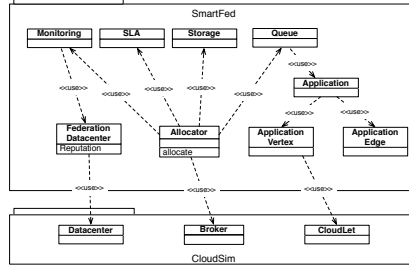 SmartFed
Monitoring
SLA
Storage
Queue
<<use>>
<<use>>
<<use>>
<<use>>
<<use>>
Application
<<use>>
<<use>>
Federation
Datacenter
Reputation
Allocator
allocate
Application
Vertex
Application
Edge
<<use>>
<<use>>
<<use>>
Datacenter
Broker
CloudLet
CloudSim